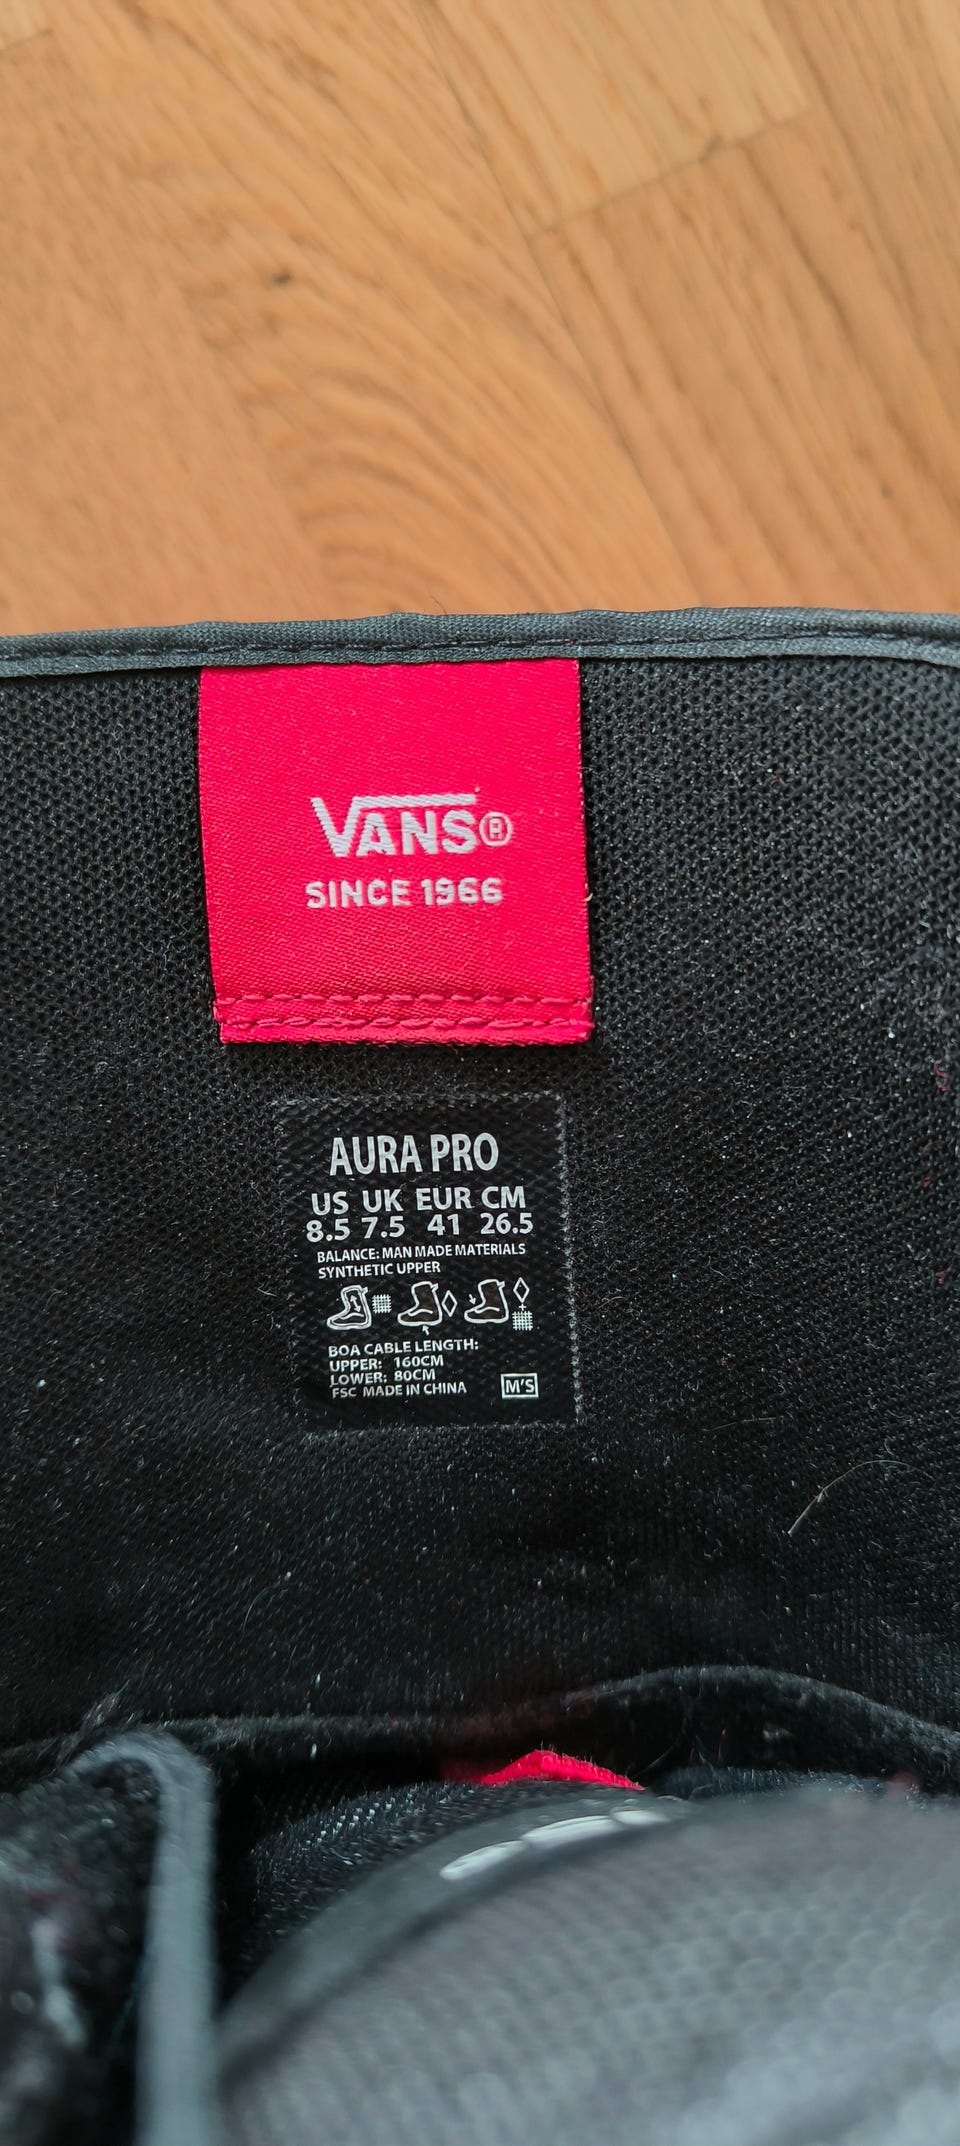 VANS®
SINCE 1966
AURA PRO
US UK EUR CM
8.5 7.5 41 26.5
BALANCE: MAN MADE MATERIALS
SYNTHETIC UPPER
BOA CABLE LENGTH:
UPPER: 160CM
LOWER: 80CM
FSC MADE IN CHINA
M'S